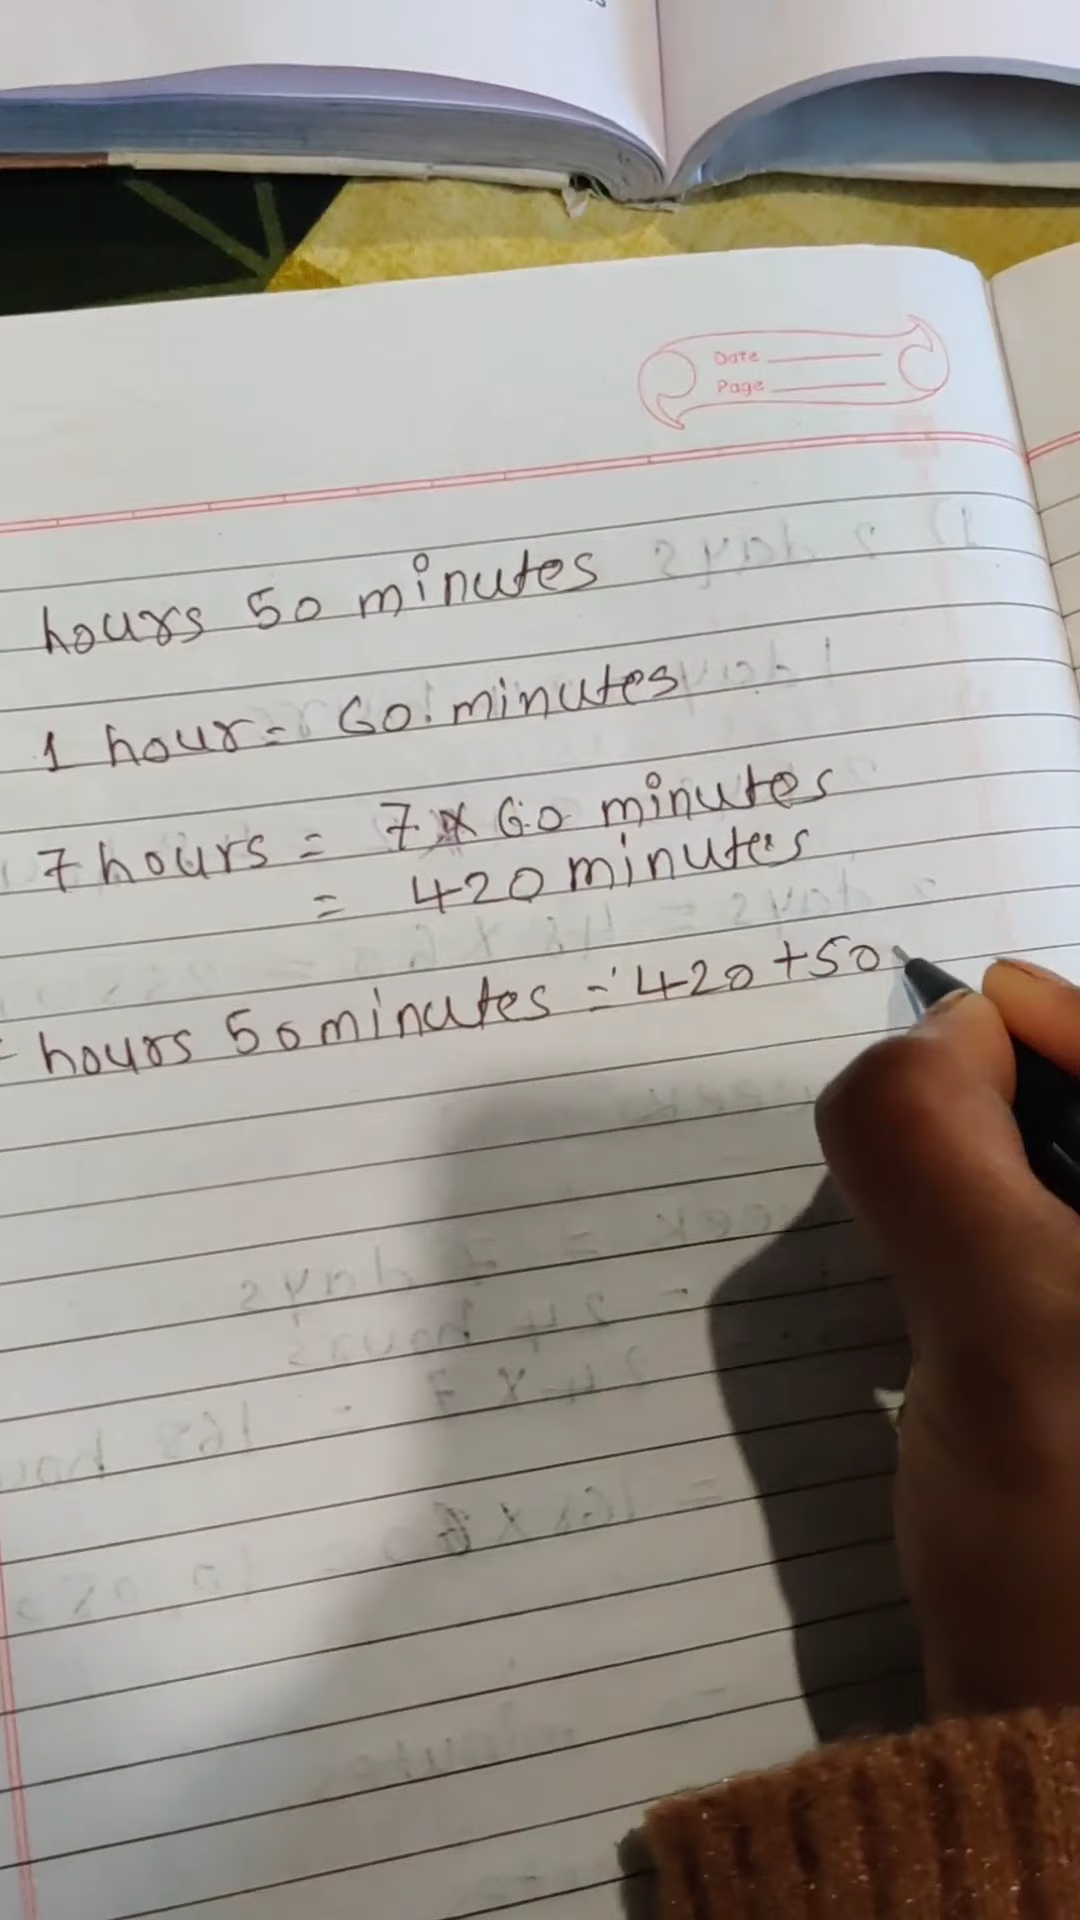 Date
Page
hours 50 minutes
1 hour = 60 minutes
7 hours = 7 x 60 minutes
= 420 minutes
hours 50 minutes = 420 + 50